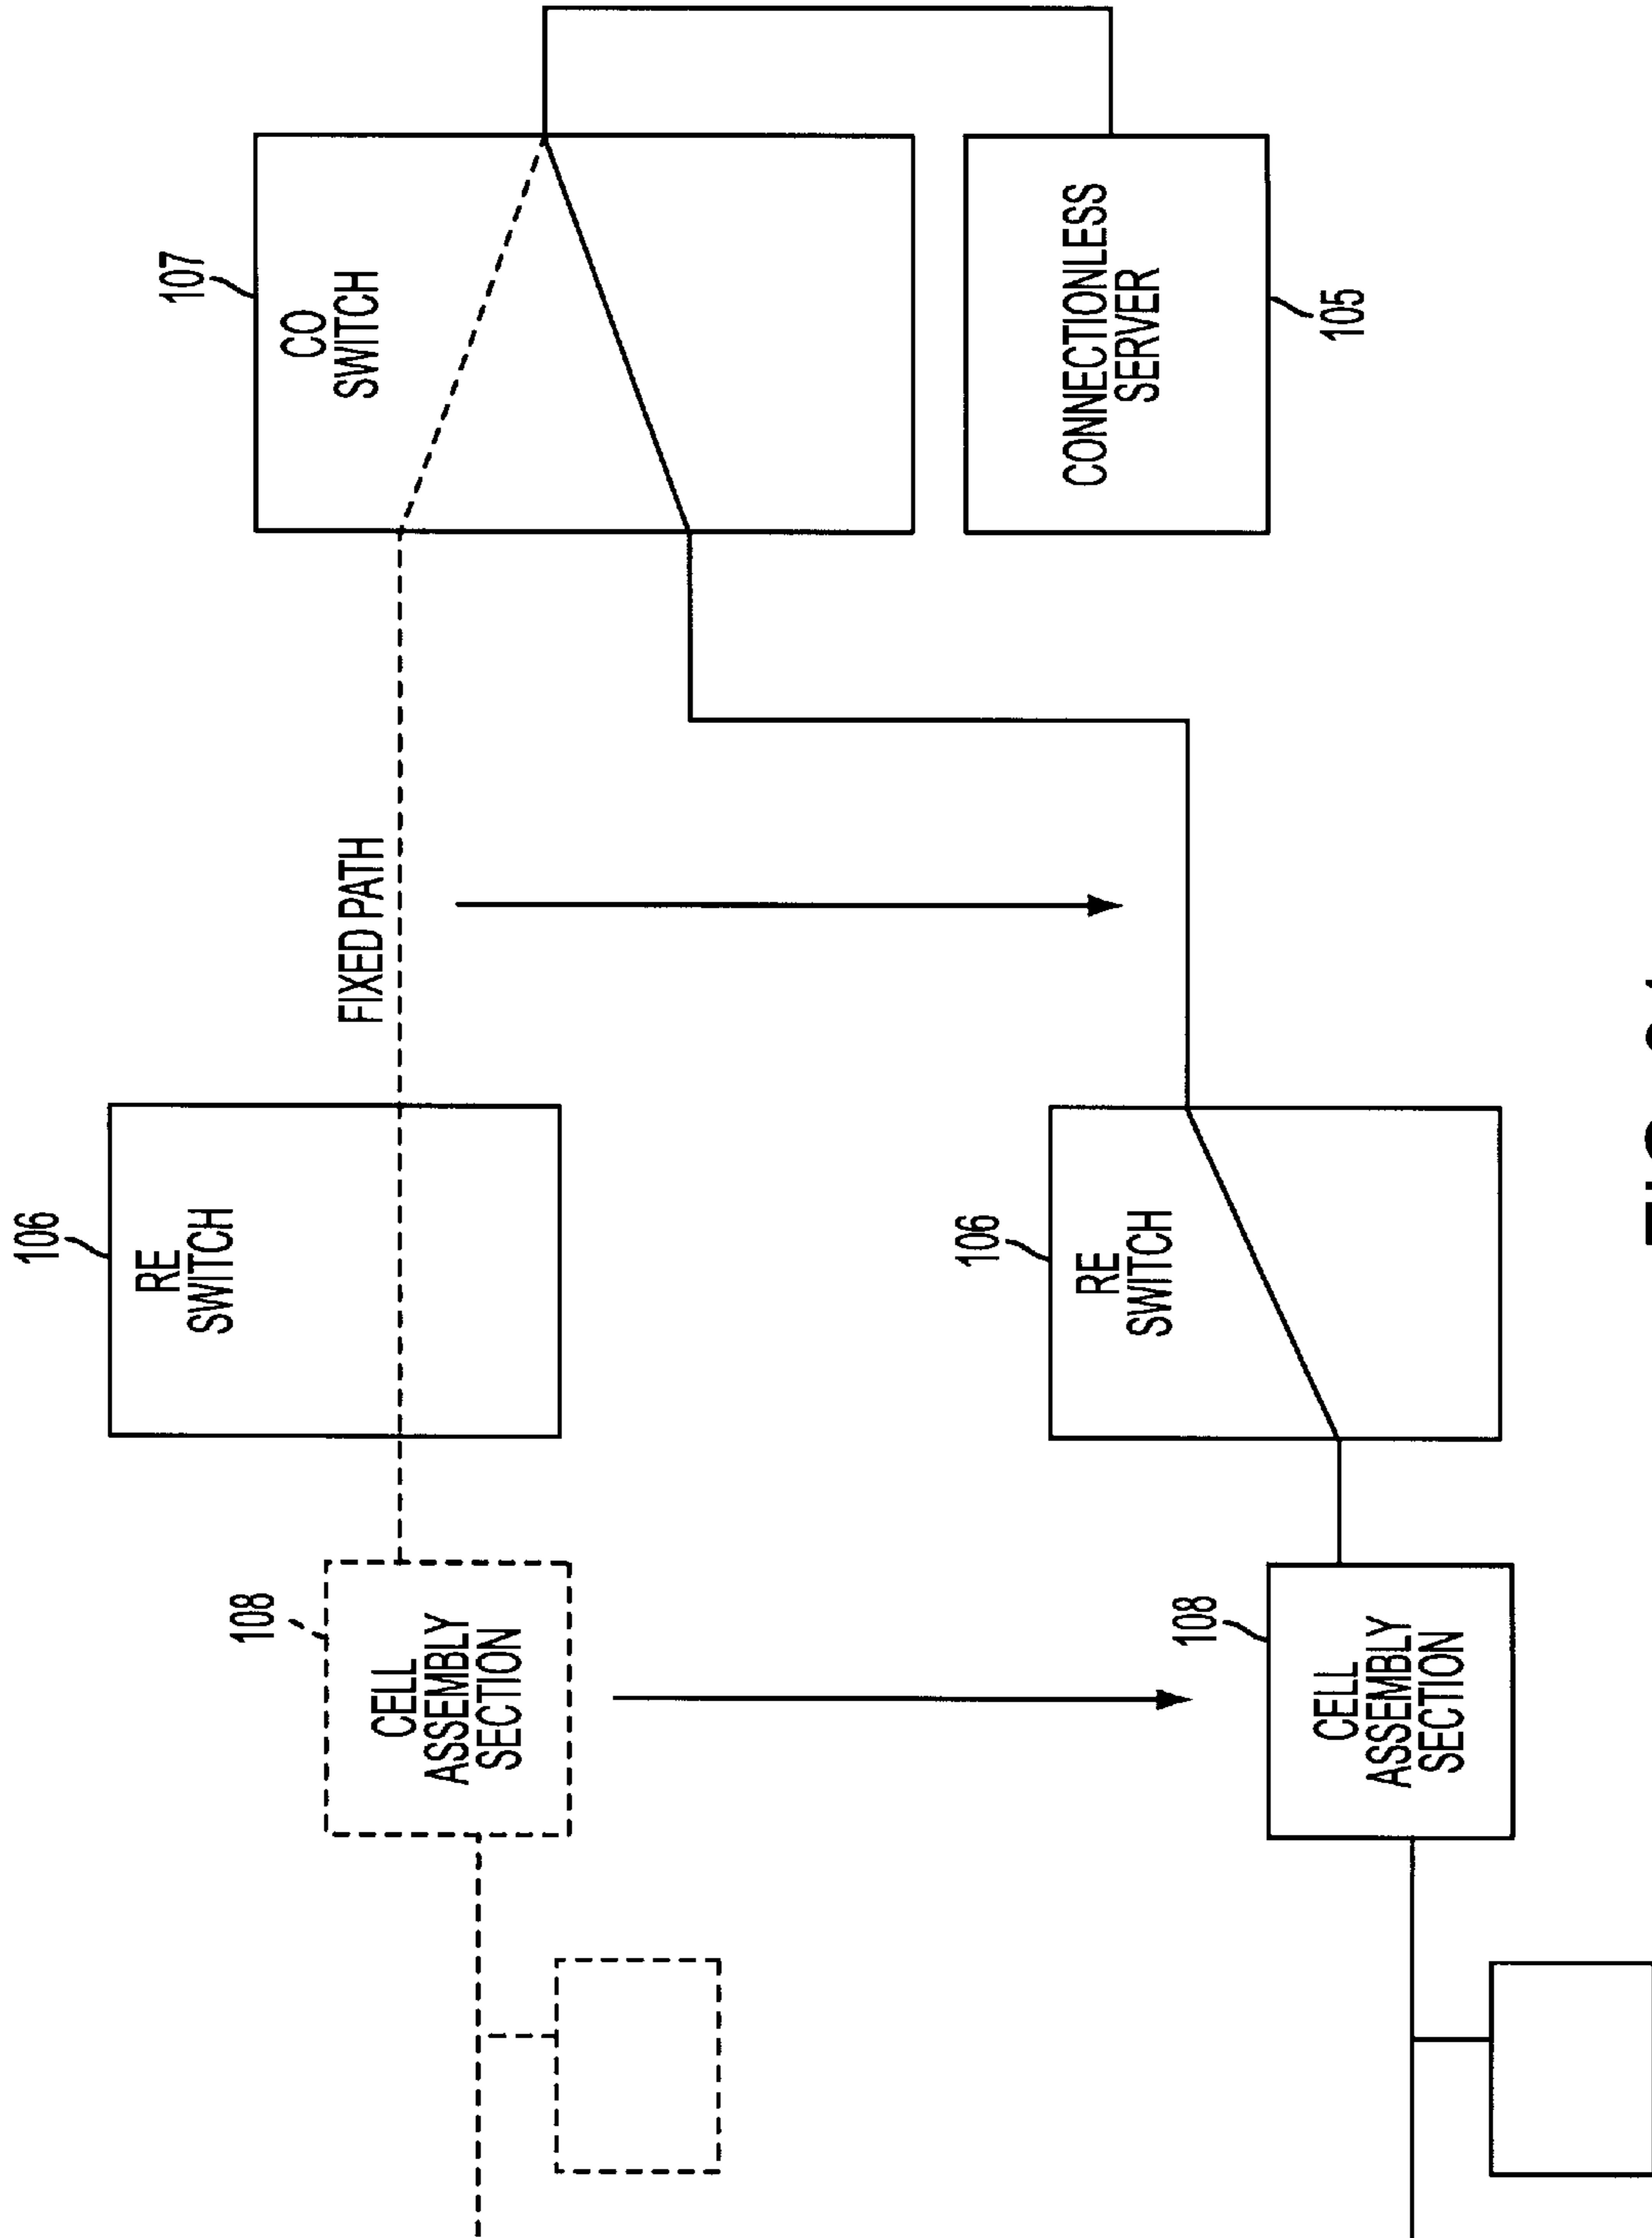 107
CO
SWITCH
CONNECTIONLESS
SERVER
105
FIXED PATH
106
RE
SWITCH
106
RE
SWITCH
108
CELL
ASSEMBLY
SECTION
108
CELL
ASSEMBLY
SECTION